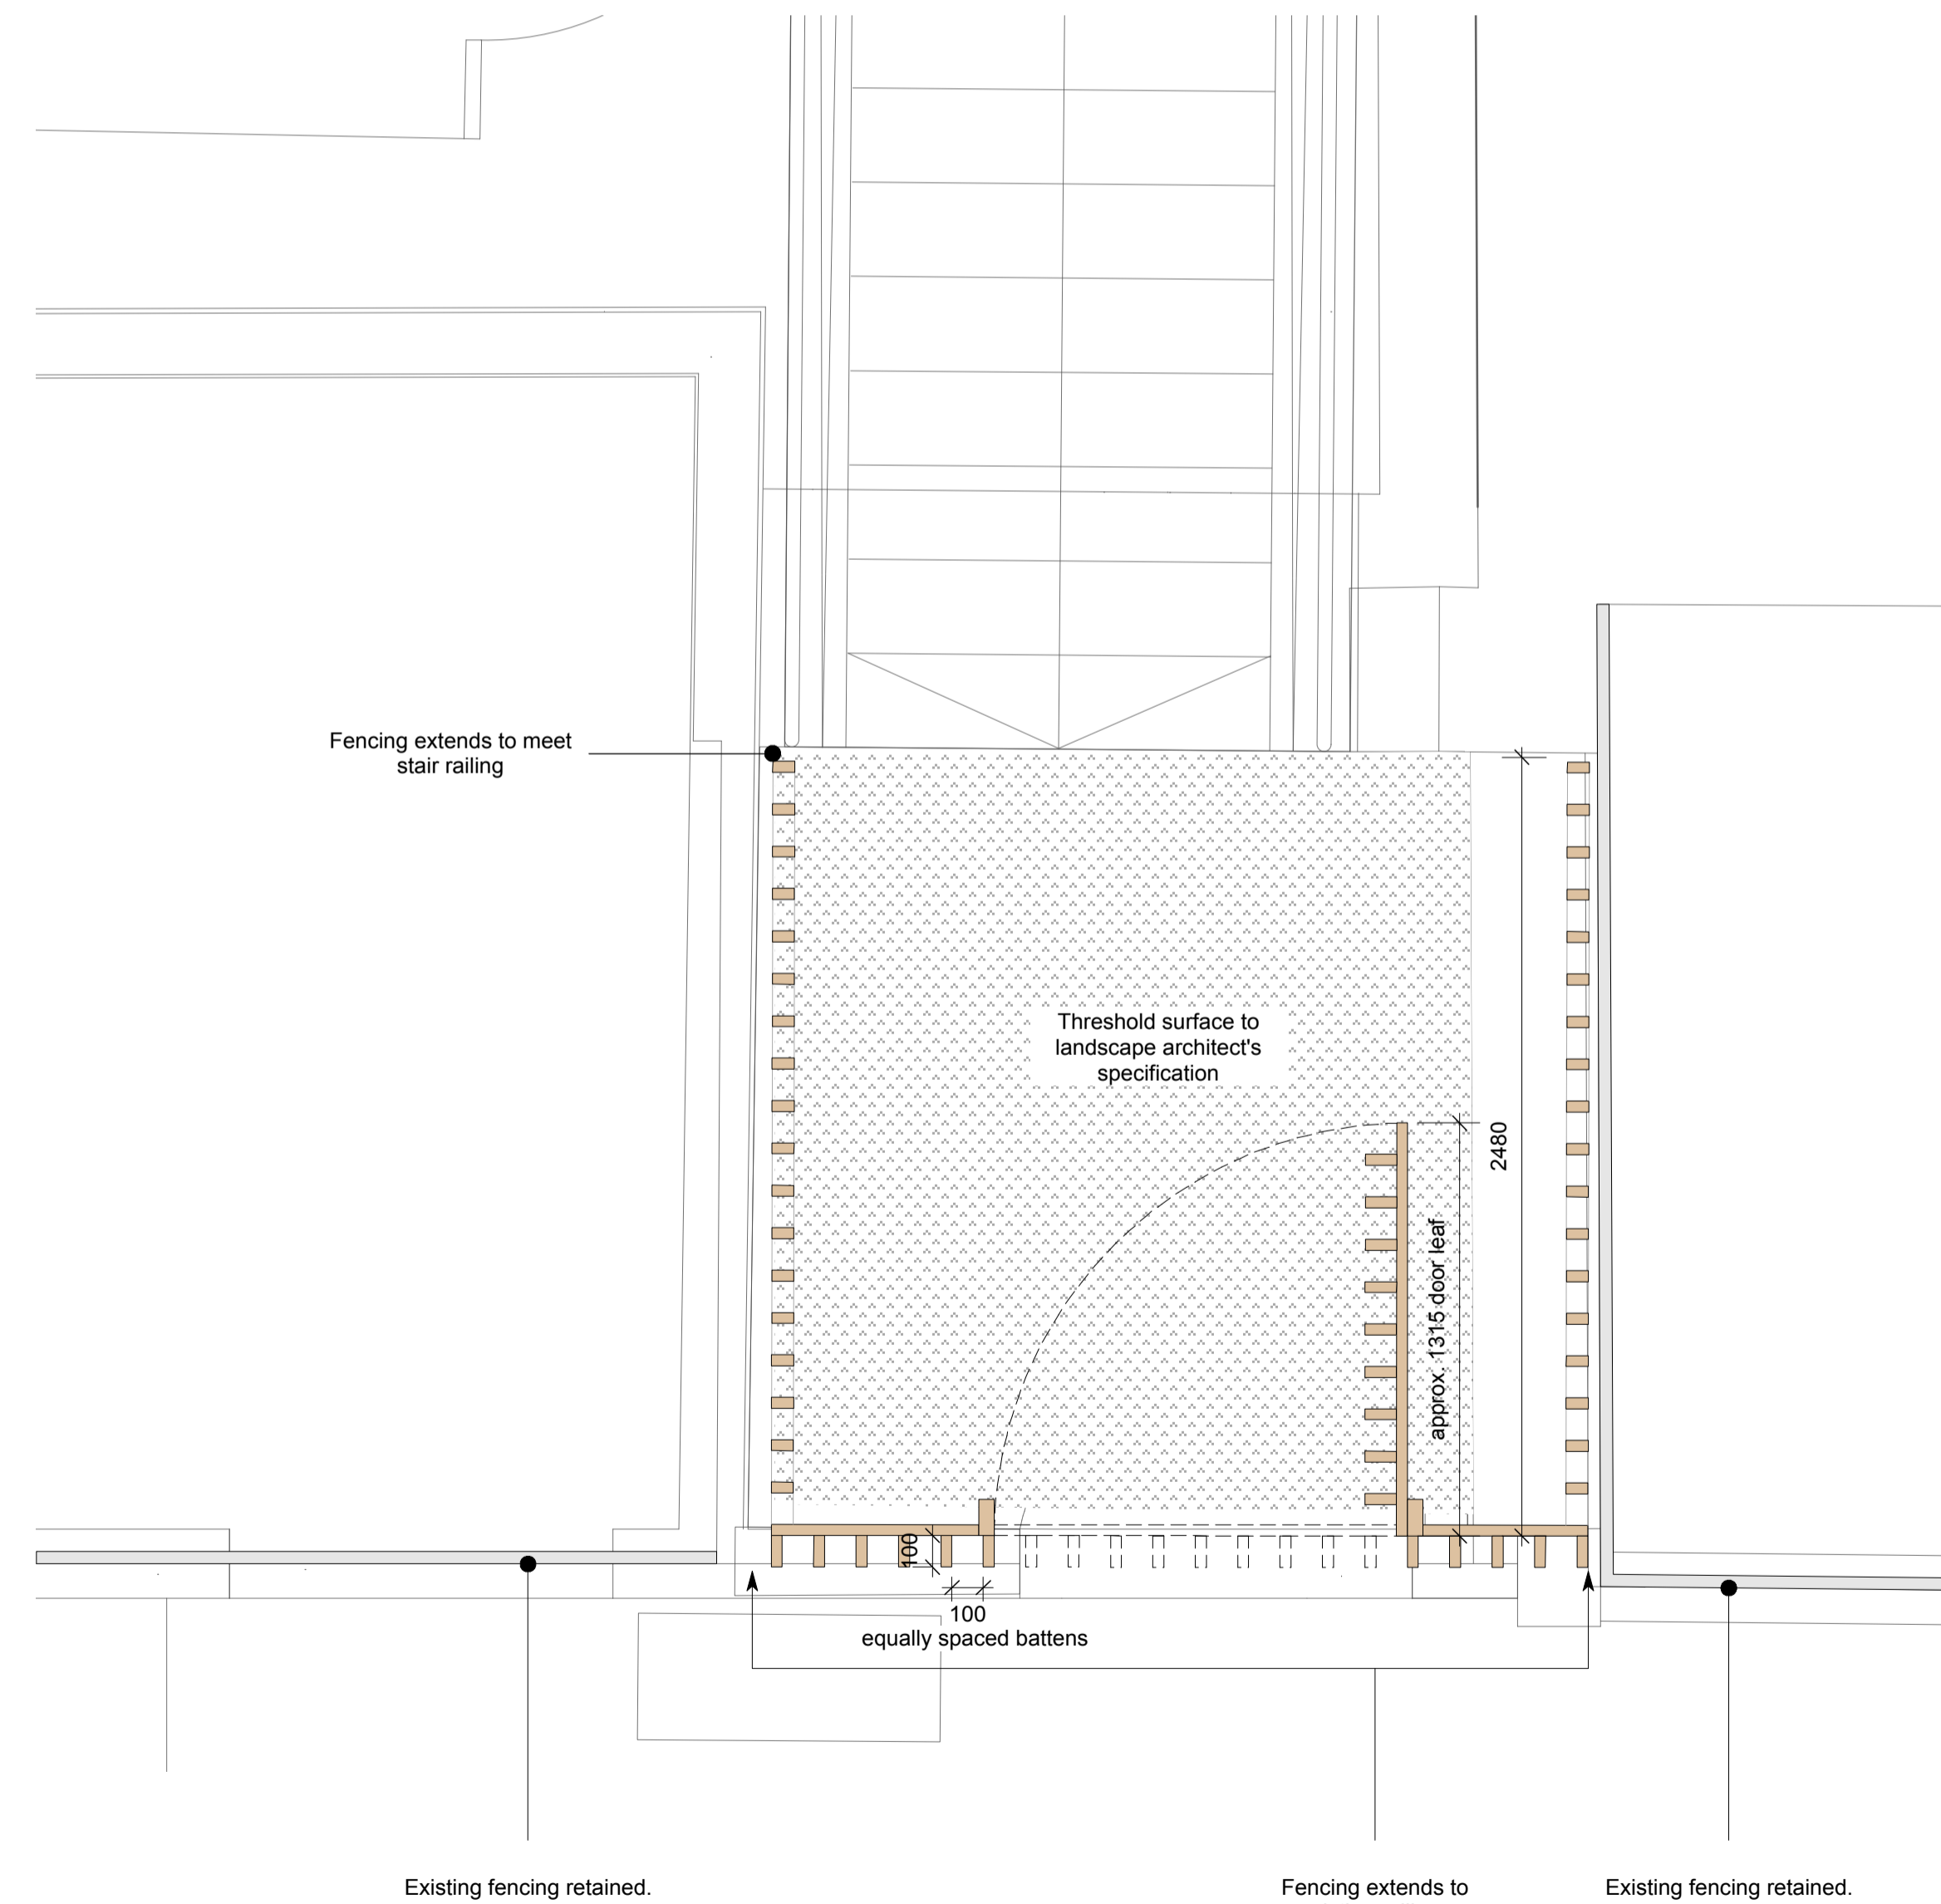 Fencing extends to meet
stair railing
Threshold surface to
landscape architect's
specification
2480
approx. 1315 door leaf
100
100
equally spaced battens
Existing fencing retained.
Fencing extends to
Existing fencing retained.